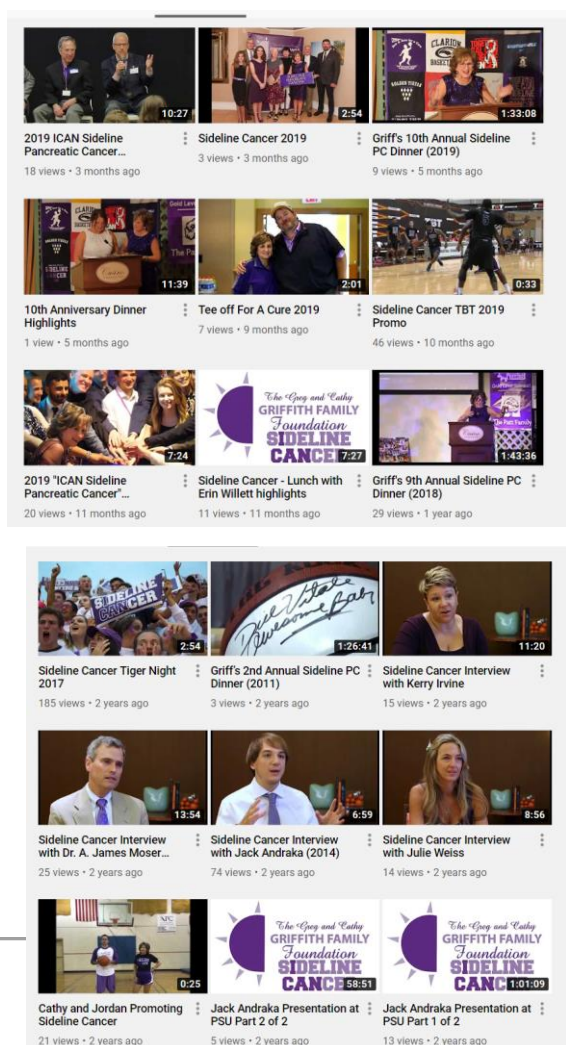 CLARION
10:27
2:54
1:33:08
2019 ICAN Sideline
Pancreatic Cancer...
18 views • 3 months ago
Sideline Cancer 2019
3 views • 3 months ago
Griff's 10th Annual Sideline
PC Dinner (2019)
9 views • 5 months ago
SIDELINE
CANCER
11:39
EXIT
2:01
TBT
0:33
10th Anniversary Dinner
Highlights
1 view • 5 months ago
Tee off For A Cure 2019
7 views • 9 months ago
Sideline Cancer TBT 2019
Promo
46 views • 10 months ago
7:24
The Greg and Cathy
GRIFFITH FAMILY
Foundation
SIDELINE
CANCE
7:27
The Patt Family
1:43:36
2019 "ICAN Sideline
Pancreatic Cancer"...
20 views • 11 months ago
Sideline Cancer - Lunch with
Erin Willett highlights
11 views • 11 months ago
Griff's 9th Annual Sideline PC
Dinner (2018)
29 views • 1 year ago
SIDELINE
CANCER
2:54
Dick Vitale
Awesome Baby
1:26:41
11:20
Sideline Cancer Tiger Night
2017
185 views • 2 years ago
Griff's 2nd Annual Sideline PC
Dinner (2011)
3 views • 2 years ago
Sideline Cancer Interview
with Kerry Irvine
15 views • 2 years ago
13:54
6:59
8:56
Sideline Cancer Interview
with Dr. A. James Moser...
25 views • 2 years ago
Sideline Cancer Interview
with Jack Andraka (2014)
74 views • 2 years ago
Sideline Cancer Interview
with Julie Weiss
14 views • 2 years ago
0:25
The Greg and Cathy
GRIFFITH FAMILY
Foundation
SIDELINE
CANC
58:51
The Greg and Cathy
GRIFFITH FAMILY
Foundation
SIDELINE
CANC
1:01:09
Cathy and Jordan Promoting
Sideline Cancer
21 views • 2 years ago
Jack Andraka Presentation at
PSU Part 2 of 2
5 views • 2 years ago
Jack Andraka Presentation at
PSU Part 1 of 2
13 views • 2 years ago